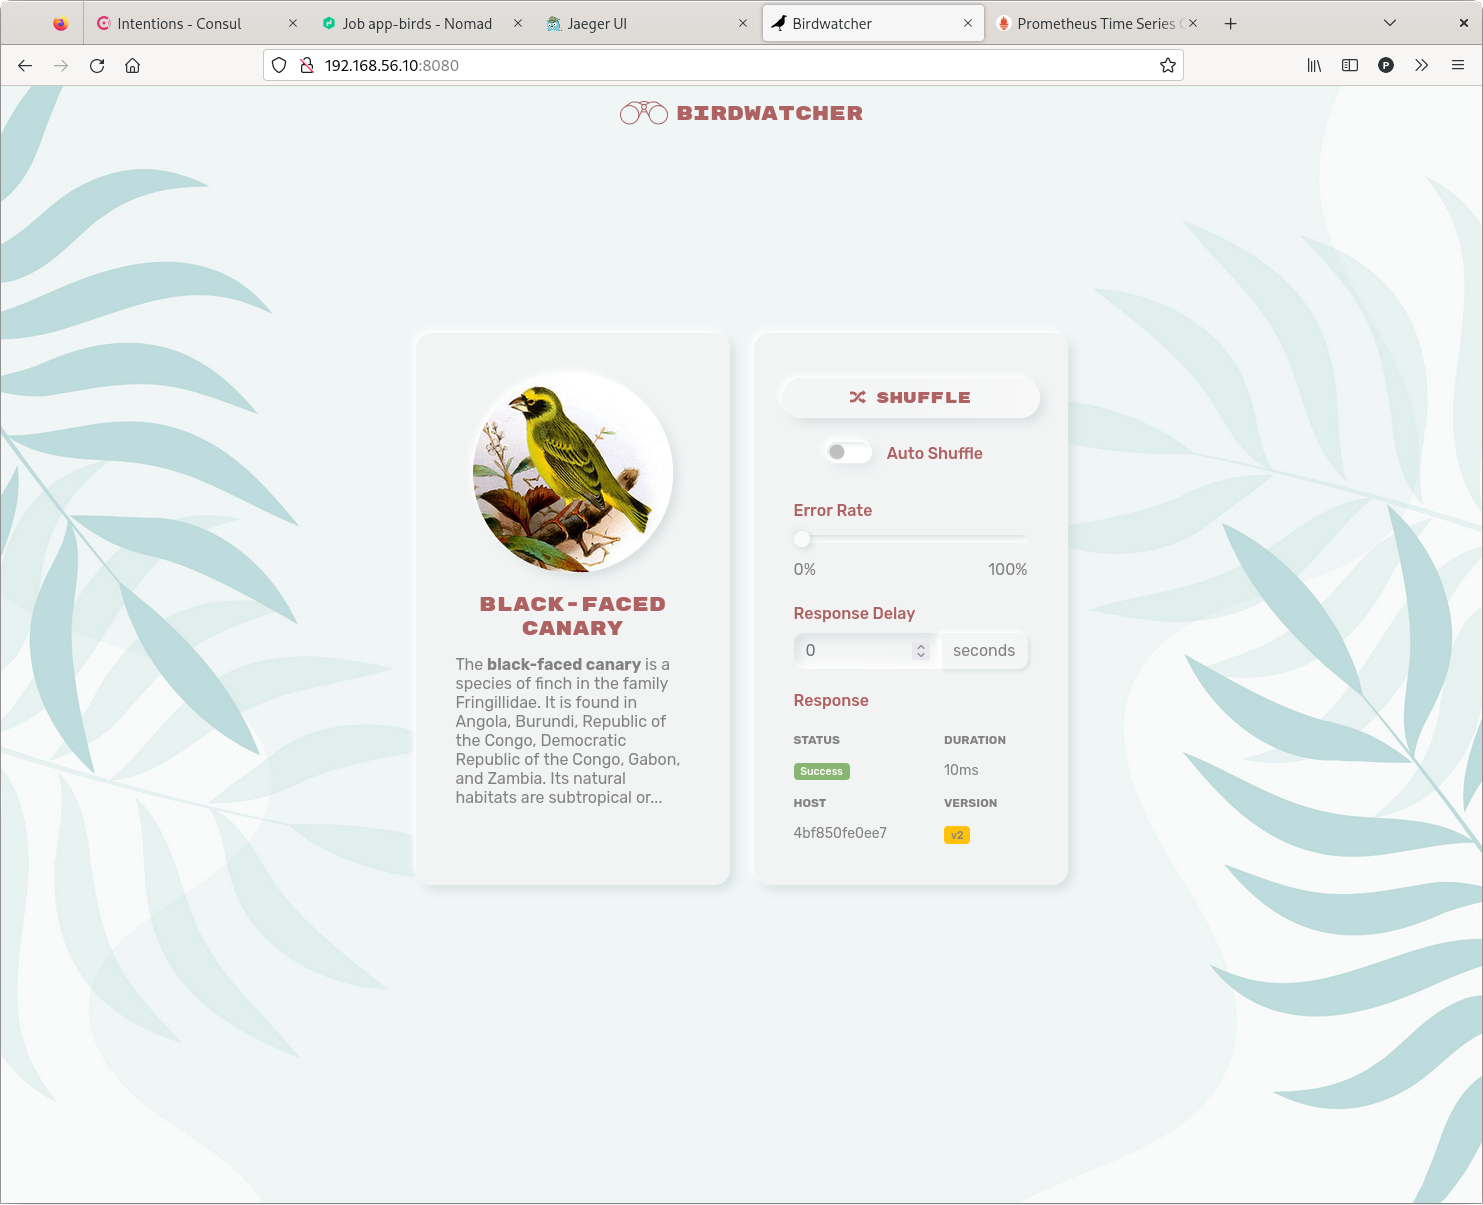 Intentions - Consul
Job app-birds - Nomad
Jaeger UI
Birdwatcher
Prometheus Time Series
192.168.56.10:8080
P
BIRDWATCHER
BLACK-FACED
CANARY
The black-faced canary is a
species of finch in the family
Fringillidae. It is found in
Angola, Burundi, Republic of
the Congo, Democratic
Republic of the Congo, Gabon,
and Zambia. Its natural
habitats are subtropical or...
SHUFFLE
Auto Shuffle
Error Rate
0% 100%
Response Delay
0 seconds
Response
STATUS DURATION
Success 10ms
HOST VERSION
4bf850fe0ee7 v2